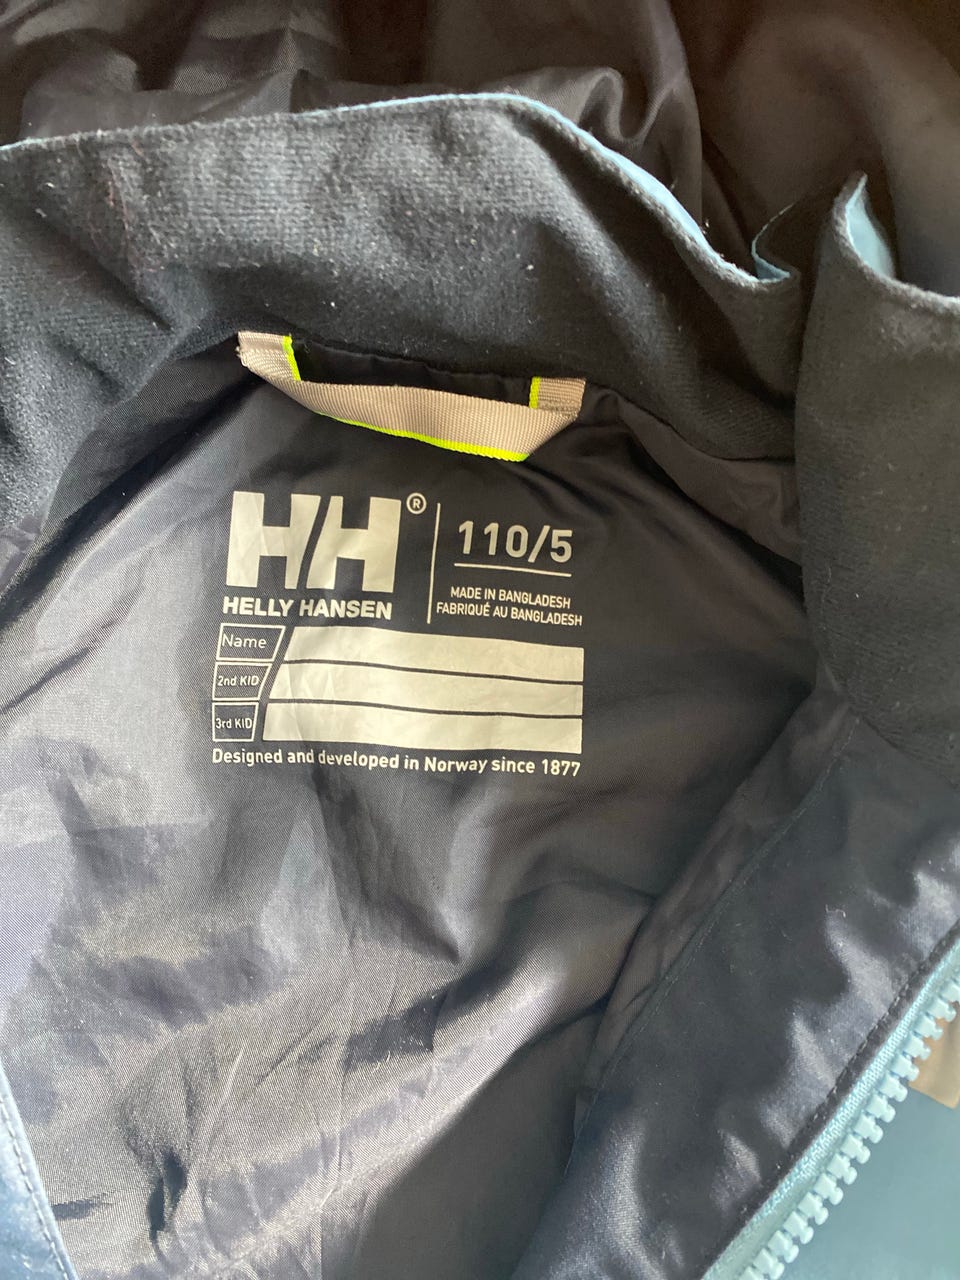 HH®
HELLY HANSEN
110/5
MADE IN BANGLADESH
FABRIQUÉ AU BANGLADESH
Name
2nd KID
3rd KID
Designed and developed in Norway since 1877